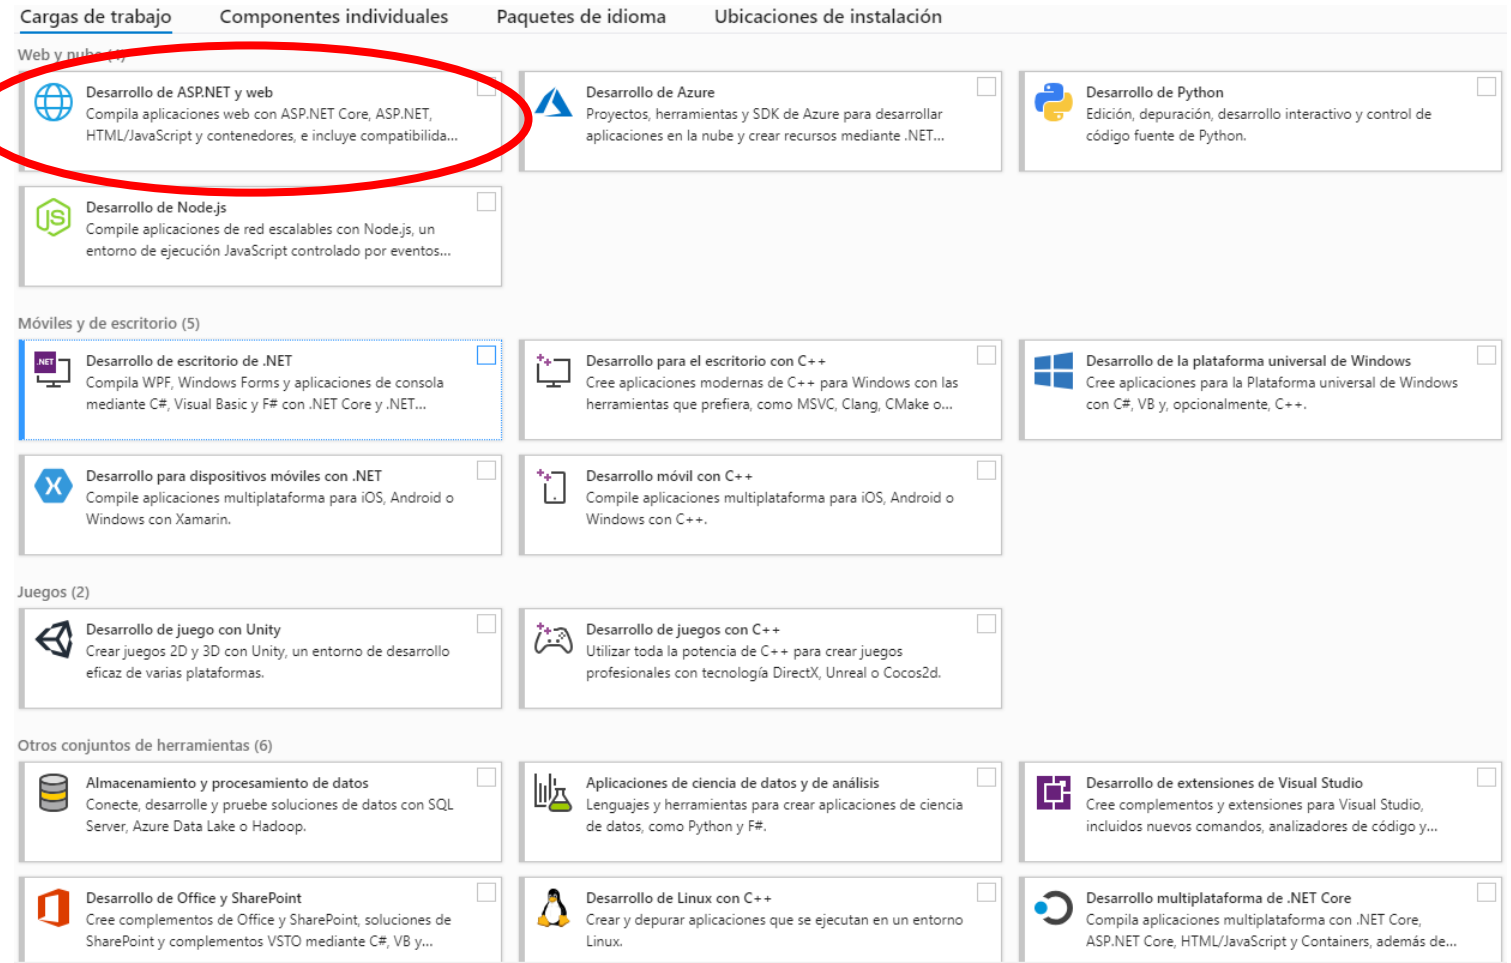 Cargas de trabajo Componentes individuales Paquetes de idioma Ubicaciones de instalación
Web y nube (4)
Desarrollo de ASP.NET y web
Compila aplicaciones web con ASP.NET Core, ASP.NET,
HTML/JavaScript y contenedores, e incluye compatibilida...
Desarrollo de Azure
Proyectos, herramientas y SDK de Azure para desarrollar
aplicaciones en la nube y crear recursos mediante .NET...
Desarrollo de Python
Edición, depuración, desarrollo interactivo y control de
código fuente de Python.
JS
Desarrollo de Node.js
Compile aplicaciones de red escalables con Node.js, un
entorno de ejecución JavaScript controlado por eventos...
Móviles y de escritorio (5)
.NET
Desarrollo de escritorio de .NET
Compila WPF, Windows Forms y aplicaciones de consola
mediante C#, Visual Basic y F# con .NET Core y .NET...
Desarrollo para el escritorio con C++
Cree aplicaciones modernas de C++ para Windows con las
herramientas que prefiera, como MSVC, Clang, CMake o...
Desarrollo de la plataforma universal de Windows
Cree aplicaciones para la Plataforma universal de Windows
con C#, VB y, opcionalmente, C++.
Desarrollo para dispositivos móviles con .NET
Compile aplicaciones multiplataforma para iOS, Android o
Windows con Xamarin.
Desarrollo móvil con C++
Compile aplicaciones multiplataforma para iOS, Android o
Windows con C++.
Juegos (2)
Desarrollo de juego con Unity
Crear juegos 2D y 3D con Unity, un entorno de desarrollo
eficaz de varias plataformas.
Desarrollo de juegos con C++
Utilizar toda la potencia de C++ para crear juegos
profesionales con tecnología DirectX, Unreal o Cocos2d.
Otros conjuntos de herramientas (6)
Almacenamiento y procesamiento de datos
Conecte, desarrolle y pruebe soluciones de datos con SQL
Server, Azure Data Lake o Hadoop.
Aplicaciones de ciencia de datos y de análisis
Lenguajes y herramientas para crear aplicaciones de ciencia
de datos, como Python y F#.
Desarrollo de extensiones de Visual Studio
Cree complementos y extensiones para Visual Studio,
incluidos nuevos comandos, analizadores de código y...
Desarrollo de Office y SharePoint
Cree complementos de Office y SharePoint, soluciones de
SharePoint y complementos VSTO mediante C#, VB y...
Desarrollo de Linux con C++
Crear y depurar aplicaciones que se ejecutan en un entorno
Linux.
Desarrollo multiplataforma de .NET Core
Compila aplicaciones multiplataforma con .NET Core,
ASP.NET Core, HTML/JavaScript y Containers, además de...